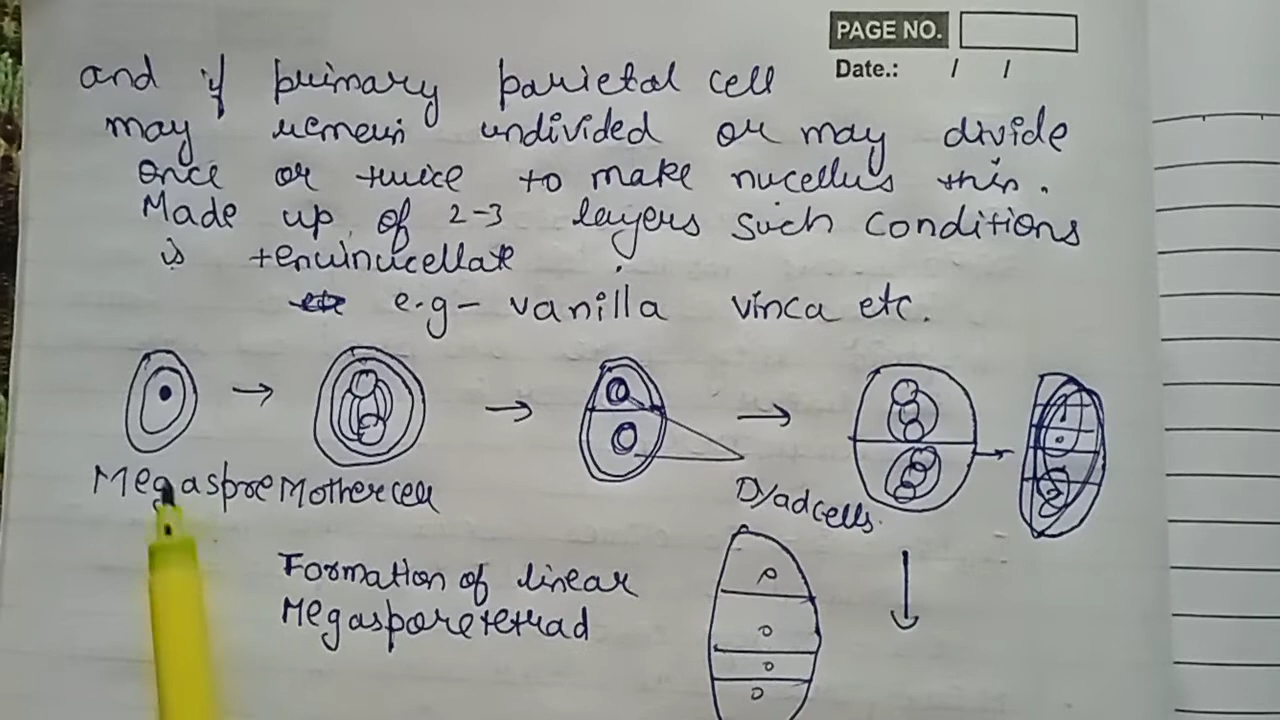 PAGE NO.
Date.: / /
and if primary parietal cell
may remein undivided or may divide
once or twice to make nucellus thin.
Made up of 2-3 layers such conditions
is tenuinucellate
e.g- vanilla vinca etc.
Megaspore Mother cell
Dyad cells.
Formation of linear
Megaspore tetrad